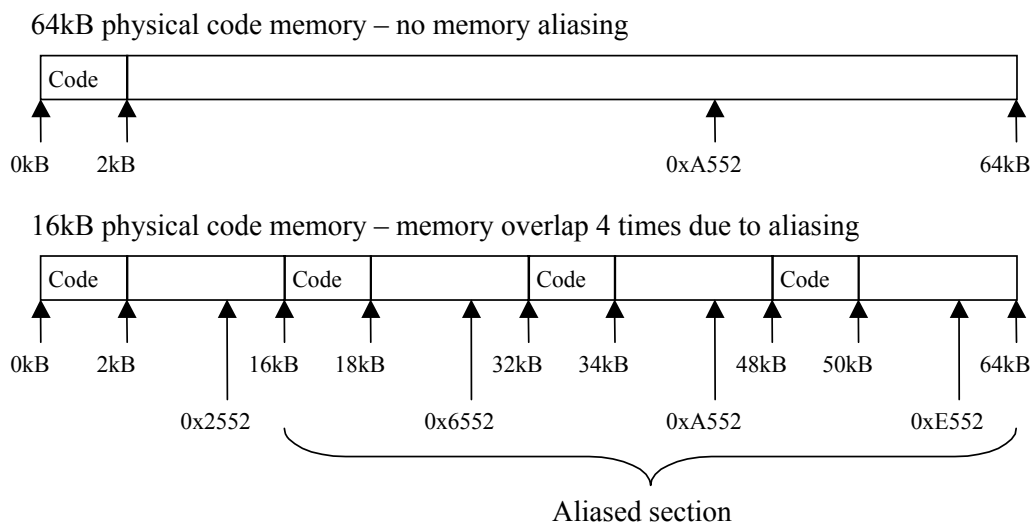 64kB physical code memory – no memory aliasing
Code
0kB 2kB 0xA552 64kB
16kB physical code memory – memory overlap 4 times due to aliasing
Code Code Code Code
0kB 2kB 16kB 18kB 32kB 34kB 48kB 50kB 64kB
0x2552 0x6552 0xA552 0xE552
Aliased section